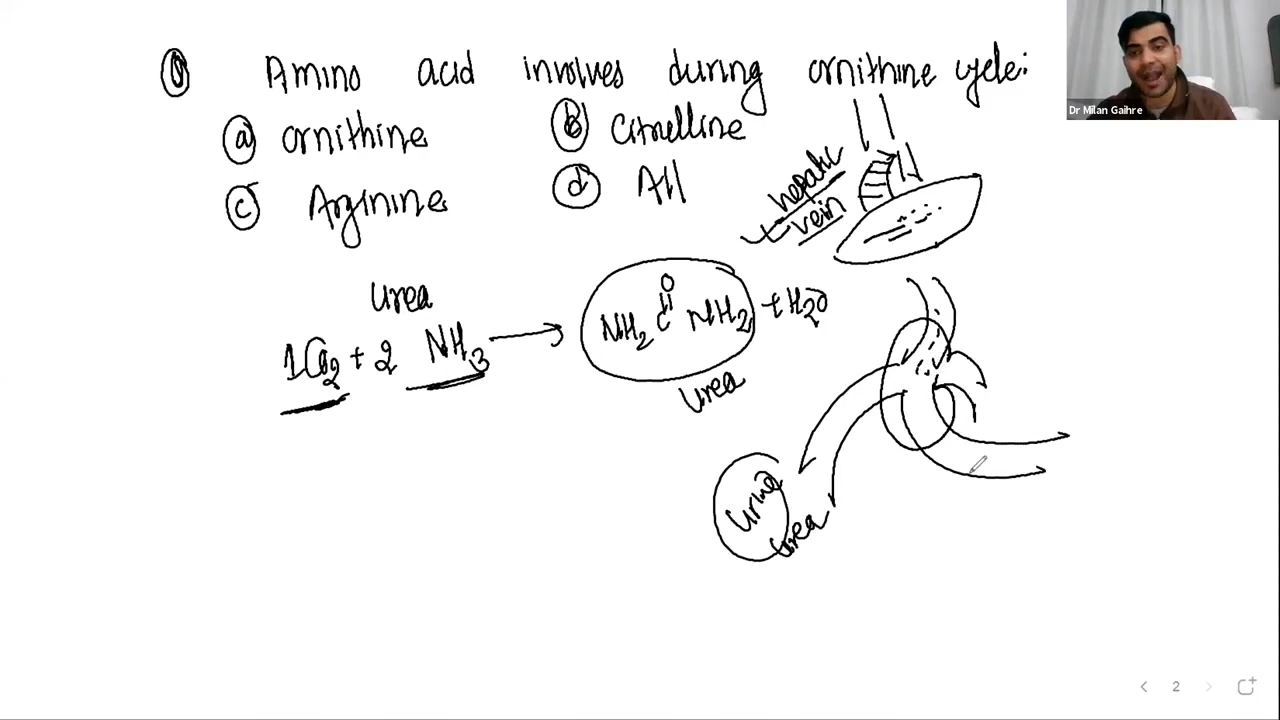 Q Amino acid involves during ornithine cycle:
a ornithine b Citrulline
c Arginine d All
hepatic
vein
urea
1CO2 + 2 NH3 → NH2 C NH2 + H2O
O
urea
urine
urea
Dr Milan Gaihre
2